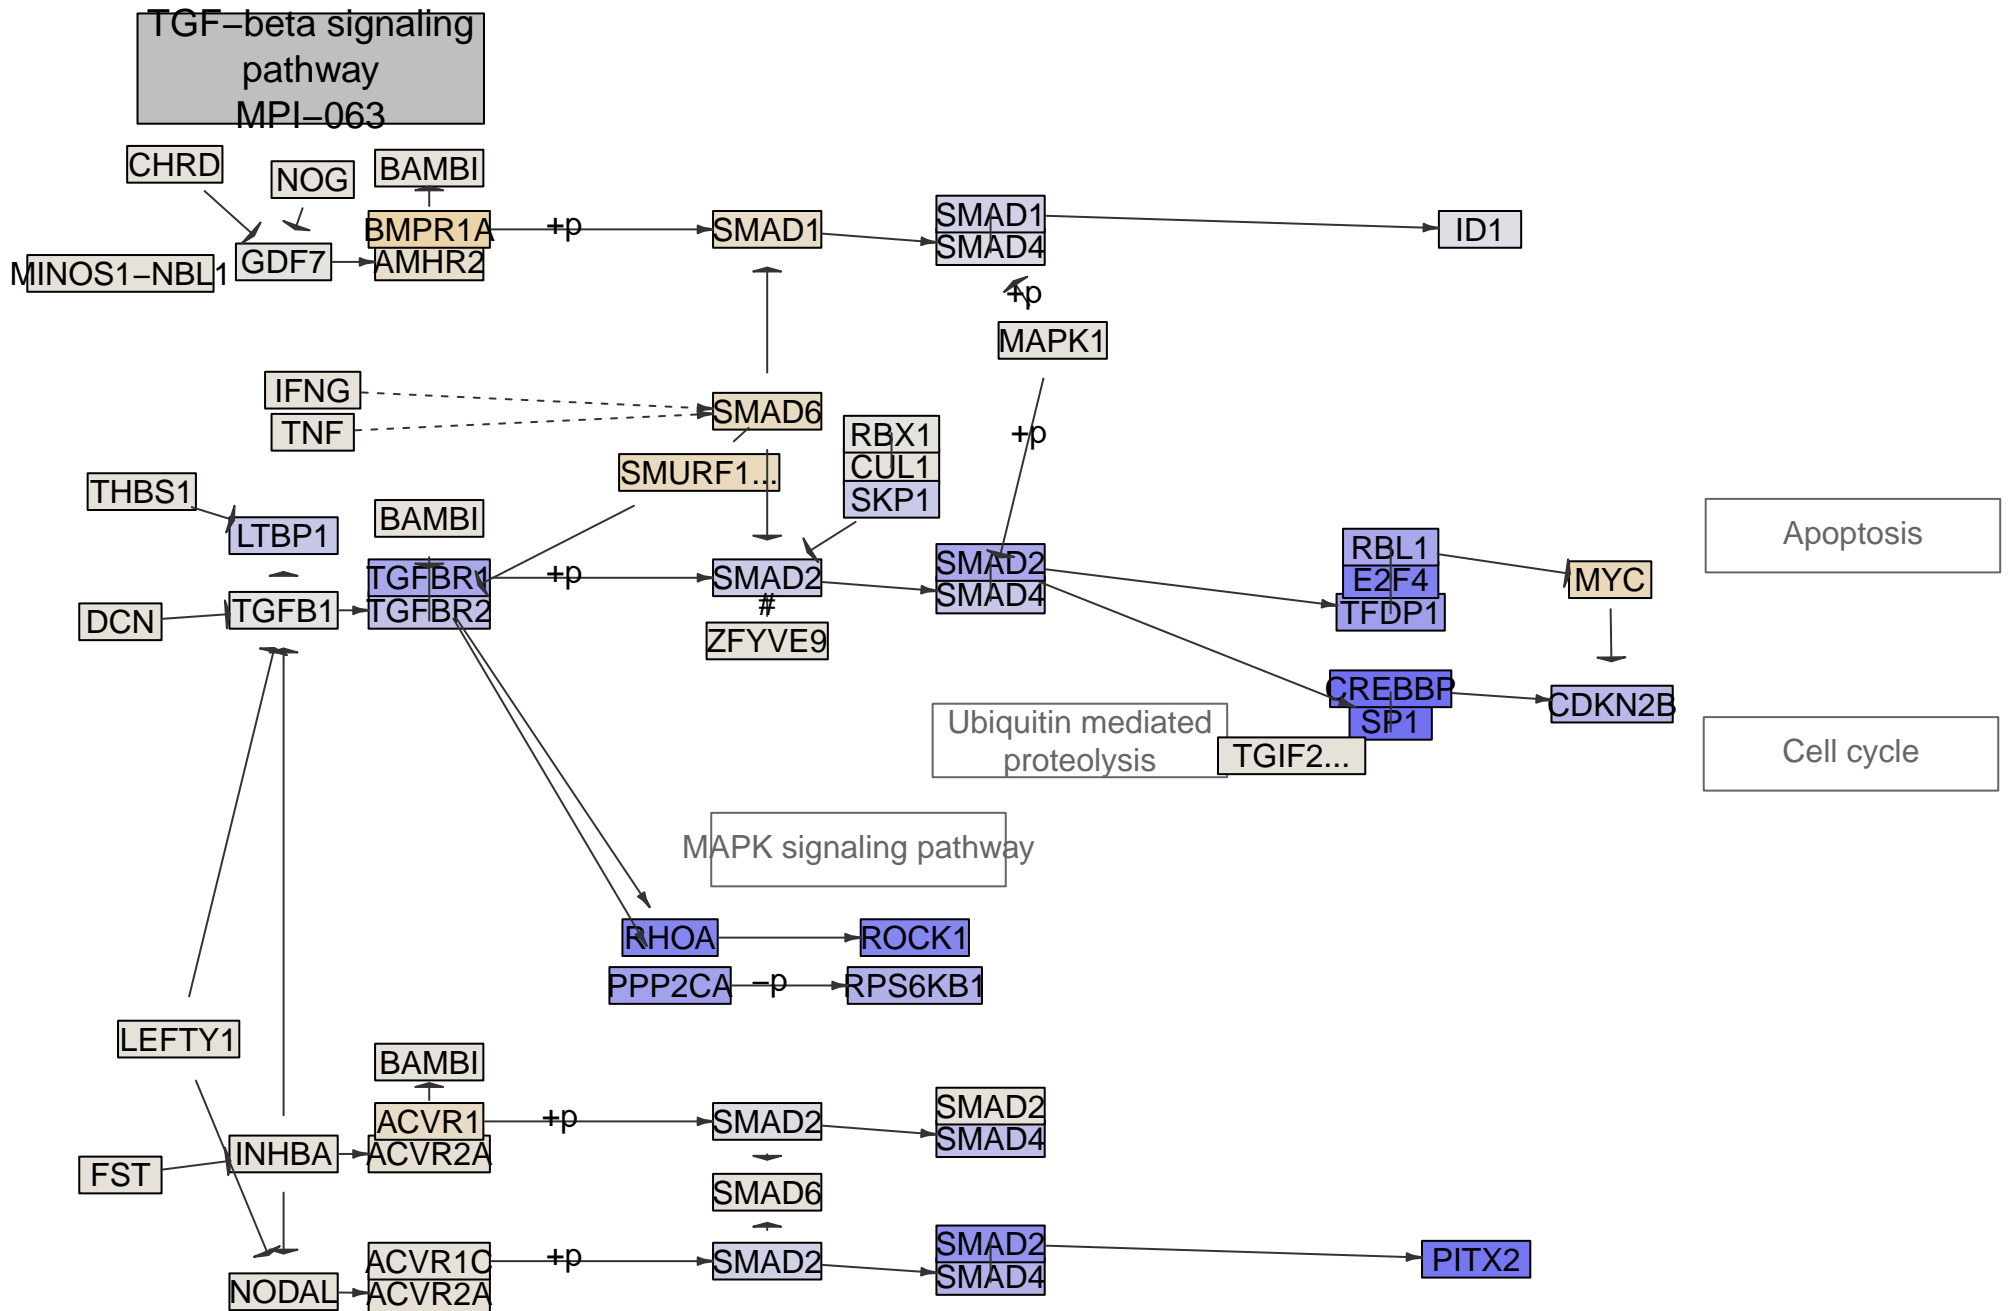 TGF−beta signaling
pathway
MPI−063
CHRD
NOG
BAMBI
BMPR1A
+p
SMAD1
SMAD1
SMAD4
ID1
MINOS1−NBL1
GDF7
AMHR2
+p
MAPK1
IFNG
TNF
SMAD6
RBX1
CUL1
SKP1
+p
SMURF1...
THBS1
LTBP1
BAMBI
TGFBR1
TGFBR2
+p
SMAD2
#
ZFYVE9
SMAD2
SMAD4
RBL1
E2F4
TFDP1
MYC
Apoptosis
DCN
TGFB1
CREBBP
SP1
TGIF2...
CDKN2B
Ubiquitin mediated
proteolysis
Cell cycle
MAPK signaling pathway
RHOA
ROCK1
PPP2CA
−p
RPS6KB1
LEFTY1
BAMBI
ACVR1
ACVR2A
+p
SMAD2
SMAD2
SMAD4
INHBA
FST
SMAD6
ACVR1C
ACVR2A
+p
SMAD2
SMAD2
SMAD4
PITX2
NODAL